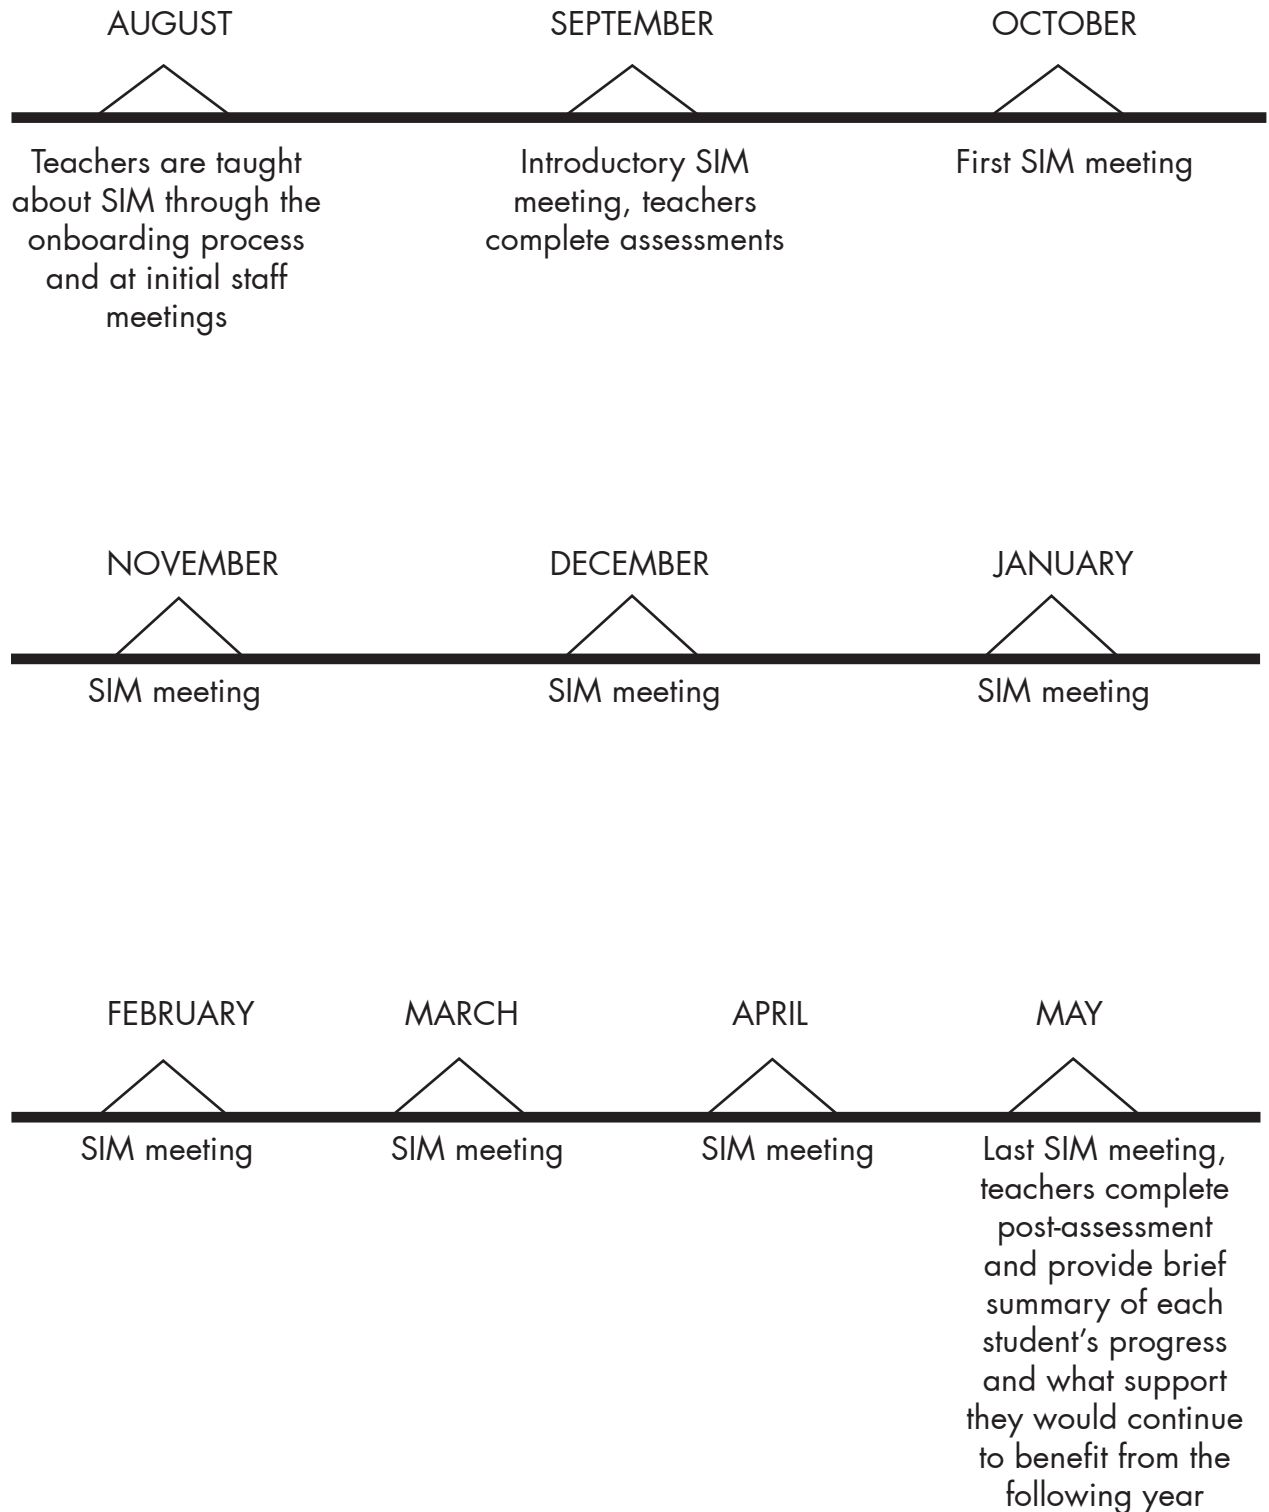 AUGUST
SEPTEMBER
OCTOBER
Teachers are taught
about SIM through the
onboarding process
and at initial staff
meetings
Introductory SIM
meeting, teachers
complete assessments
First SIM meeting
NOVEMBER
DECEMBER
JANUARY
SIM meeting
SIM meeting
SIM meeting
FEBRUARY
MARCH
APRIL
MAY
SIM meeting
SIM meeting
SIM meeting
Last SIM meeting,
teachers complete
post-assessment
and provide brief
summary of each
student’s progress
and what support
they would continue
to benefit from the
following year